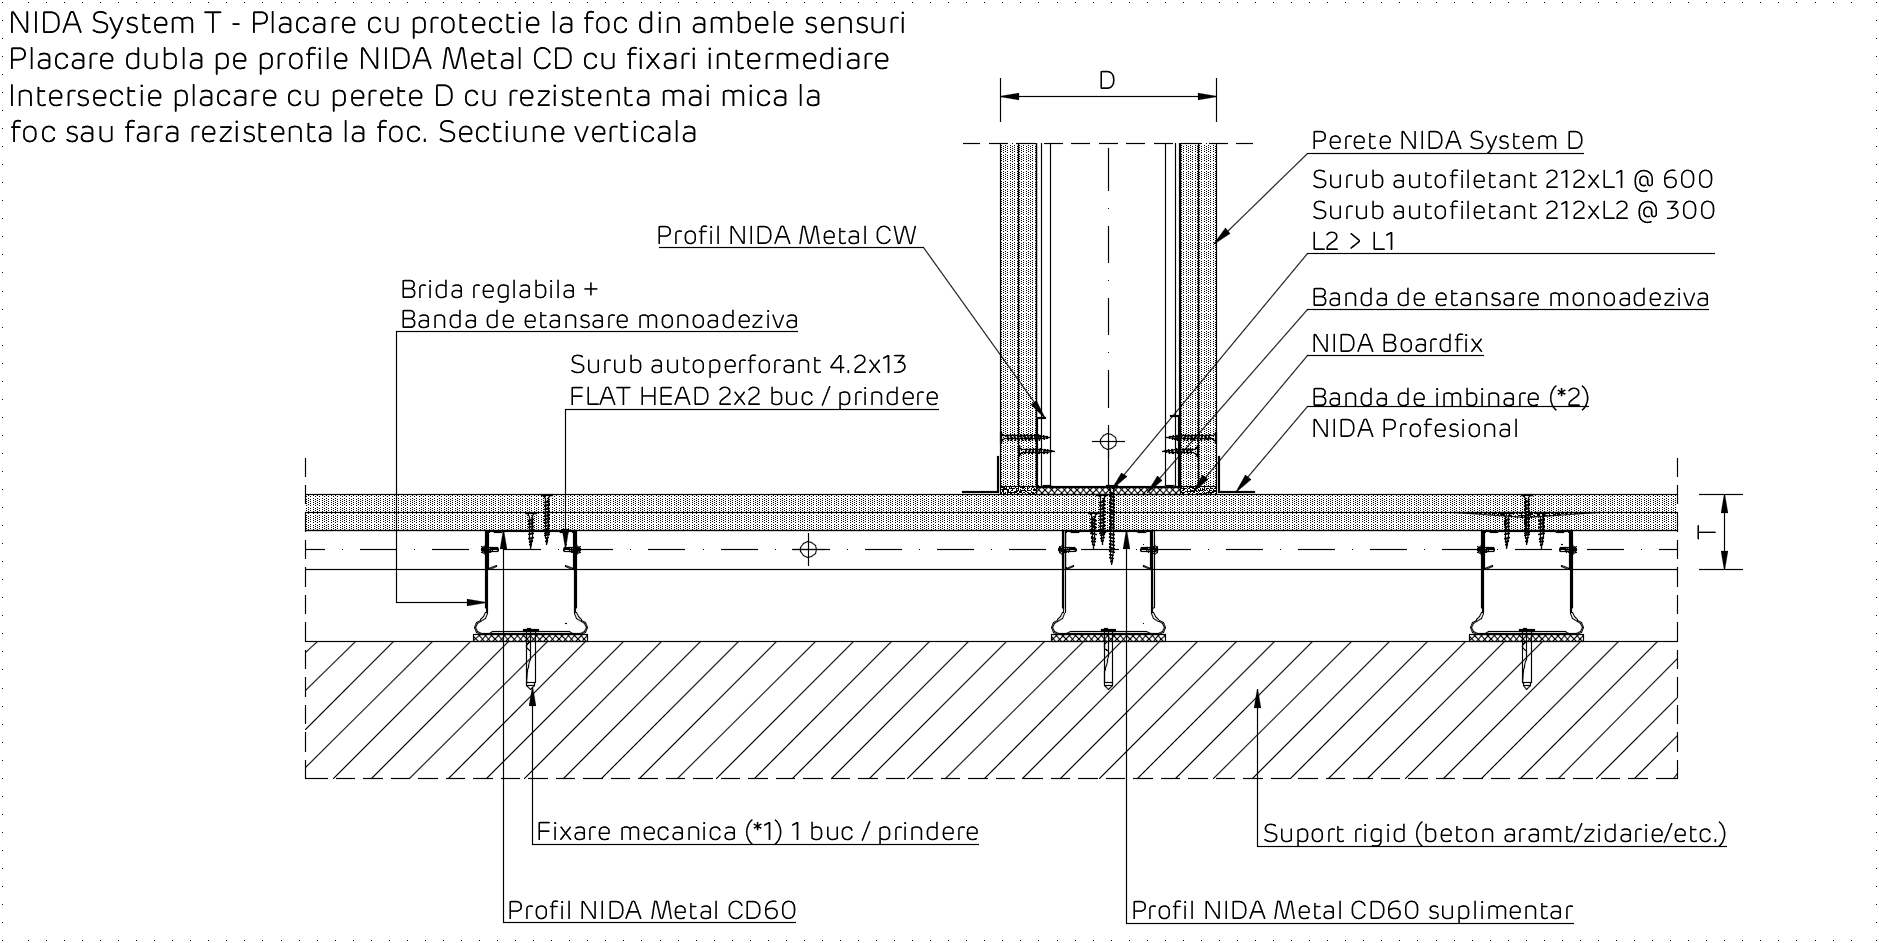 NIDA System T - Placare cu protectie la foc din ambele sensuri
Placare dubla pe profile NIDA Metal CD cu fixari intermediare
Intersectie placare cu perete D cu rezistenta mai mica la
foc sau fara rezistenta la foc. Sectiune verticala
D
Perete NIDA System D
Surub autofiletant 212xL1 @ 600
Surub autofiletant 212xL2 @ 300
L2 > L1
Profil NIDA Metal CW
Brida reglabila +
Banda de etansare monoadeziva
Banda de etansare monoadeziva
NIDA Boardfix
Surub autoperforant 4.2x13
FLAT HEAD 2x2 buc / prindere
Banda de imbinare (*2)
NIDA Profesional
T
Fixare mecanica (*1) 1 buc / prindere
Suport rigid (beton aramt/zidarie/etc.)
Profil NIDA Metal CD60
Profil NIDA Metal CD60 suplimentar